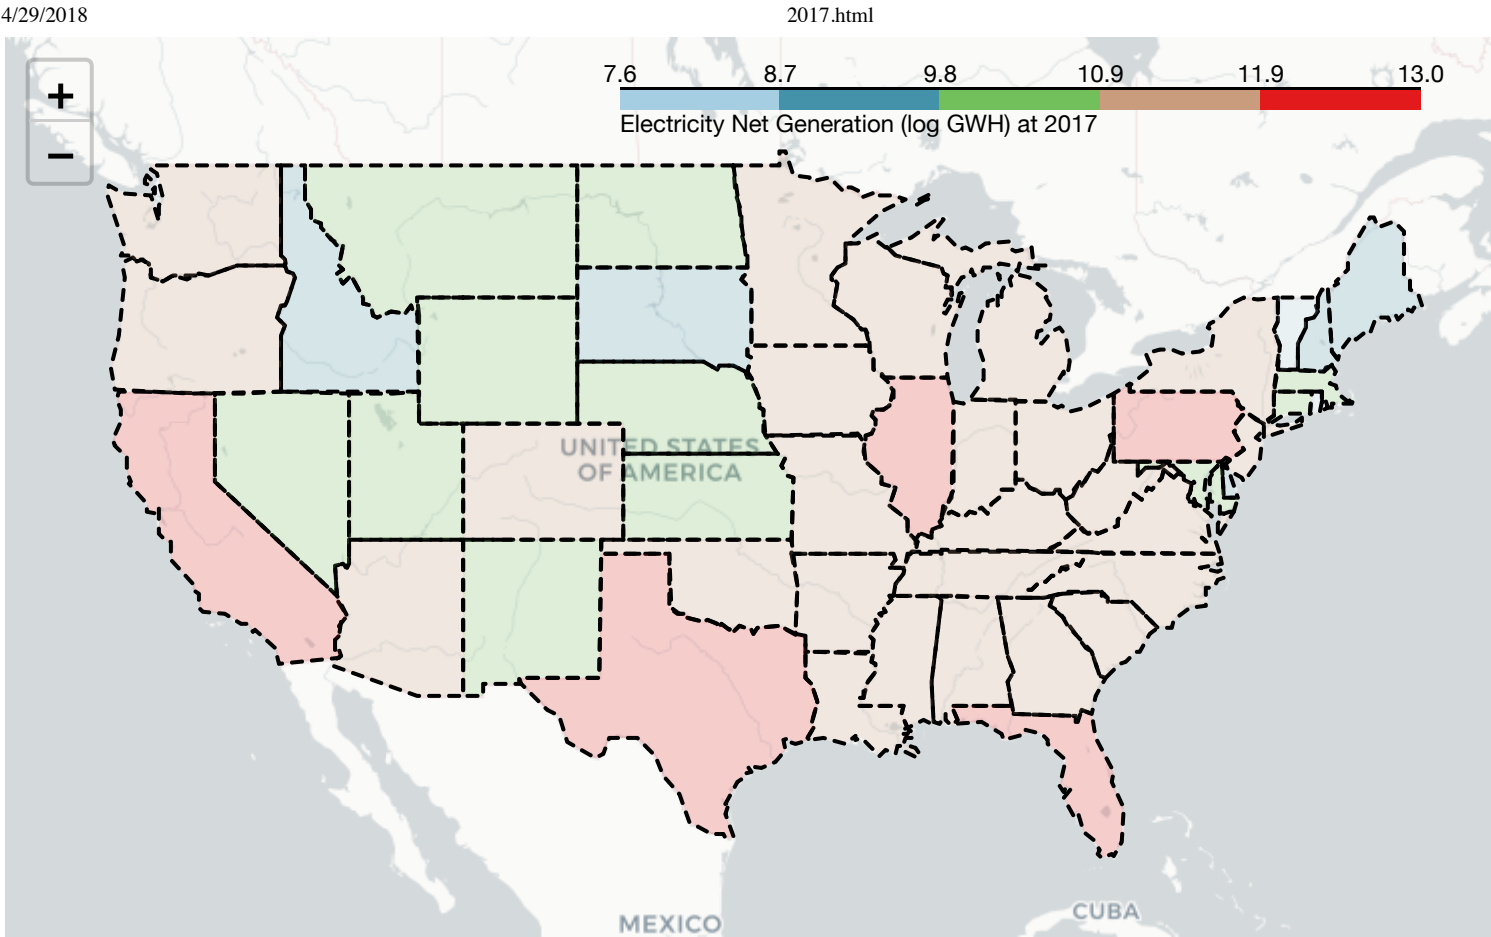 4/29/2018 2017.html
+
−
7.6 8.7 9.8 10.9 11.9 13.0
Electricity Net Generation (log GWH) at 2017
UNITED STATES
OF AMERICA
MEXICO
CUBA